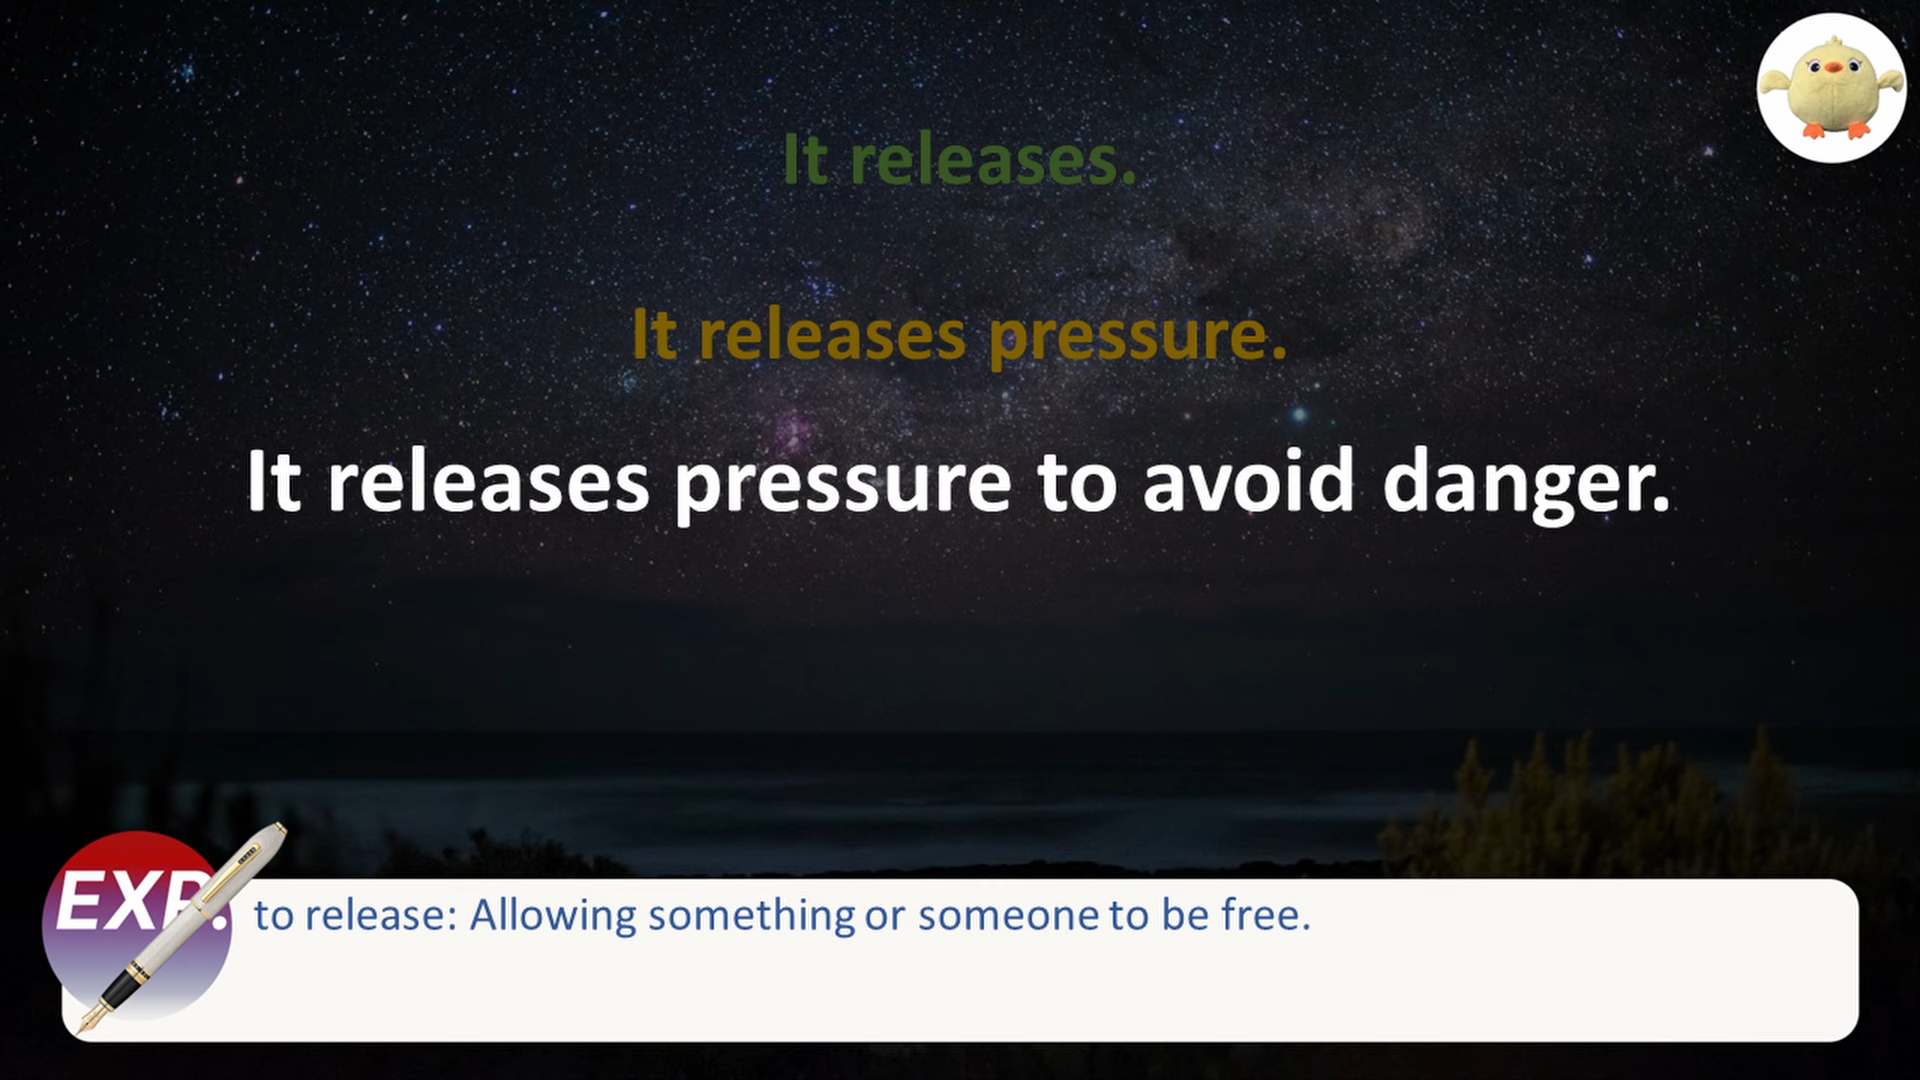 It releases.
It releases pressure.
It releases pressure to avoid danger.
EXP.
to release: Allowing something or someone to be free.